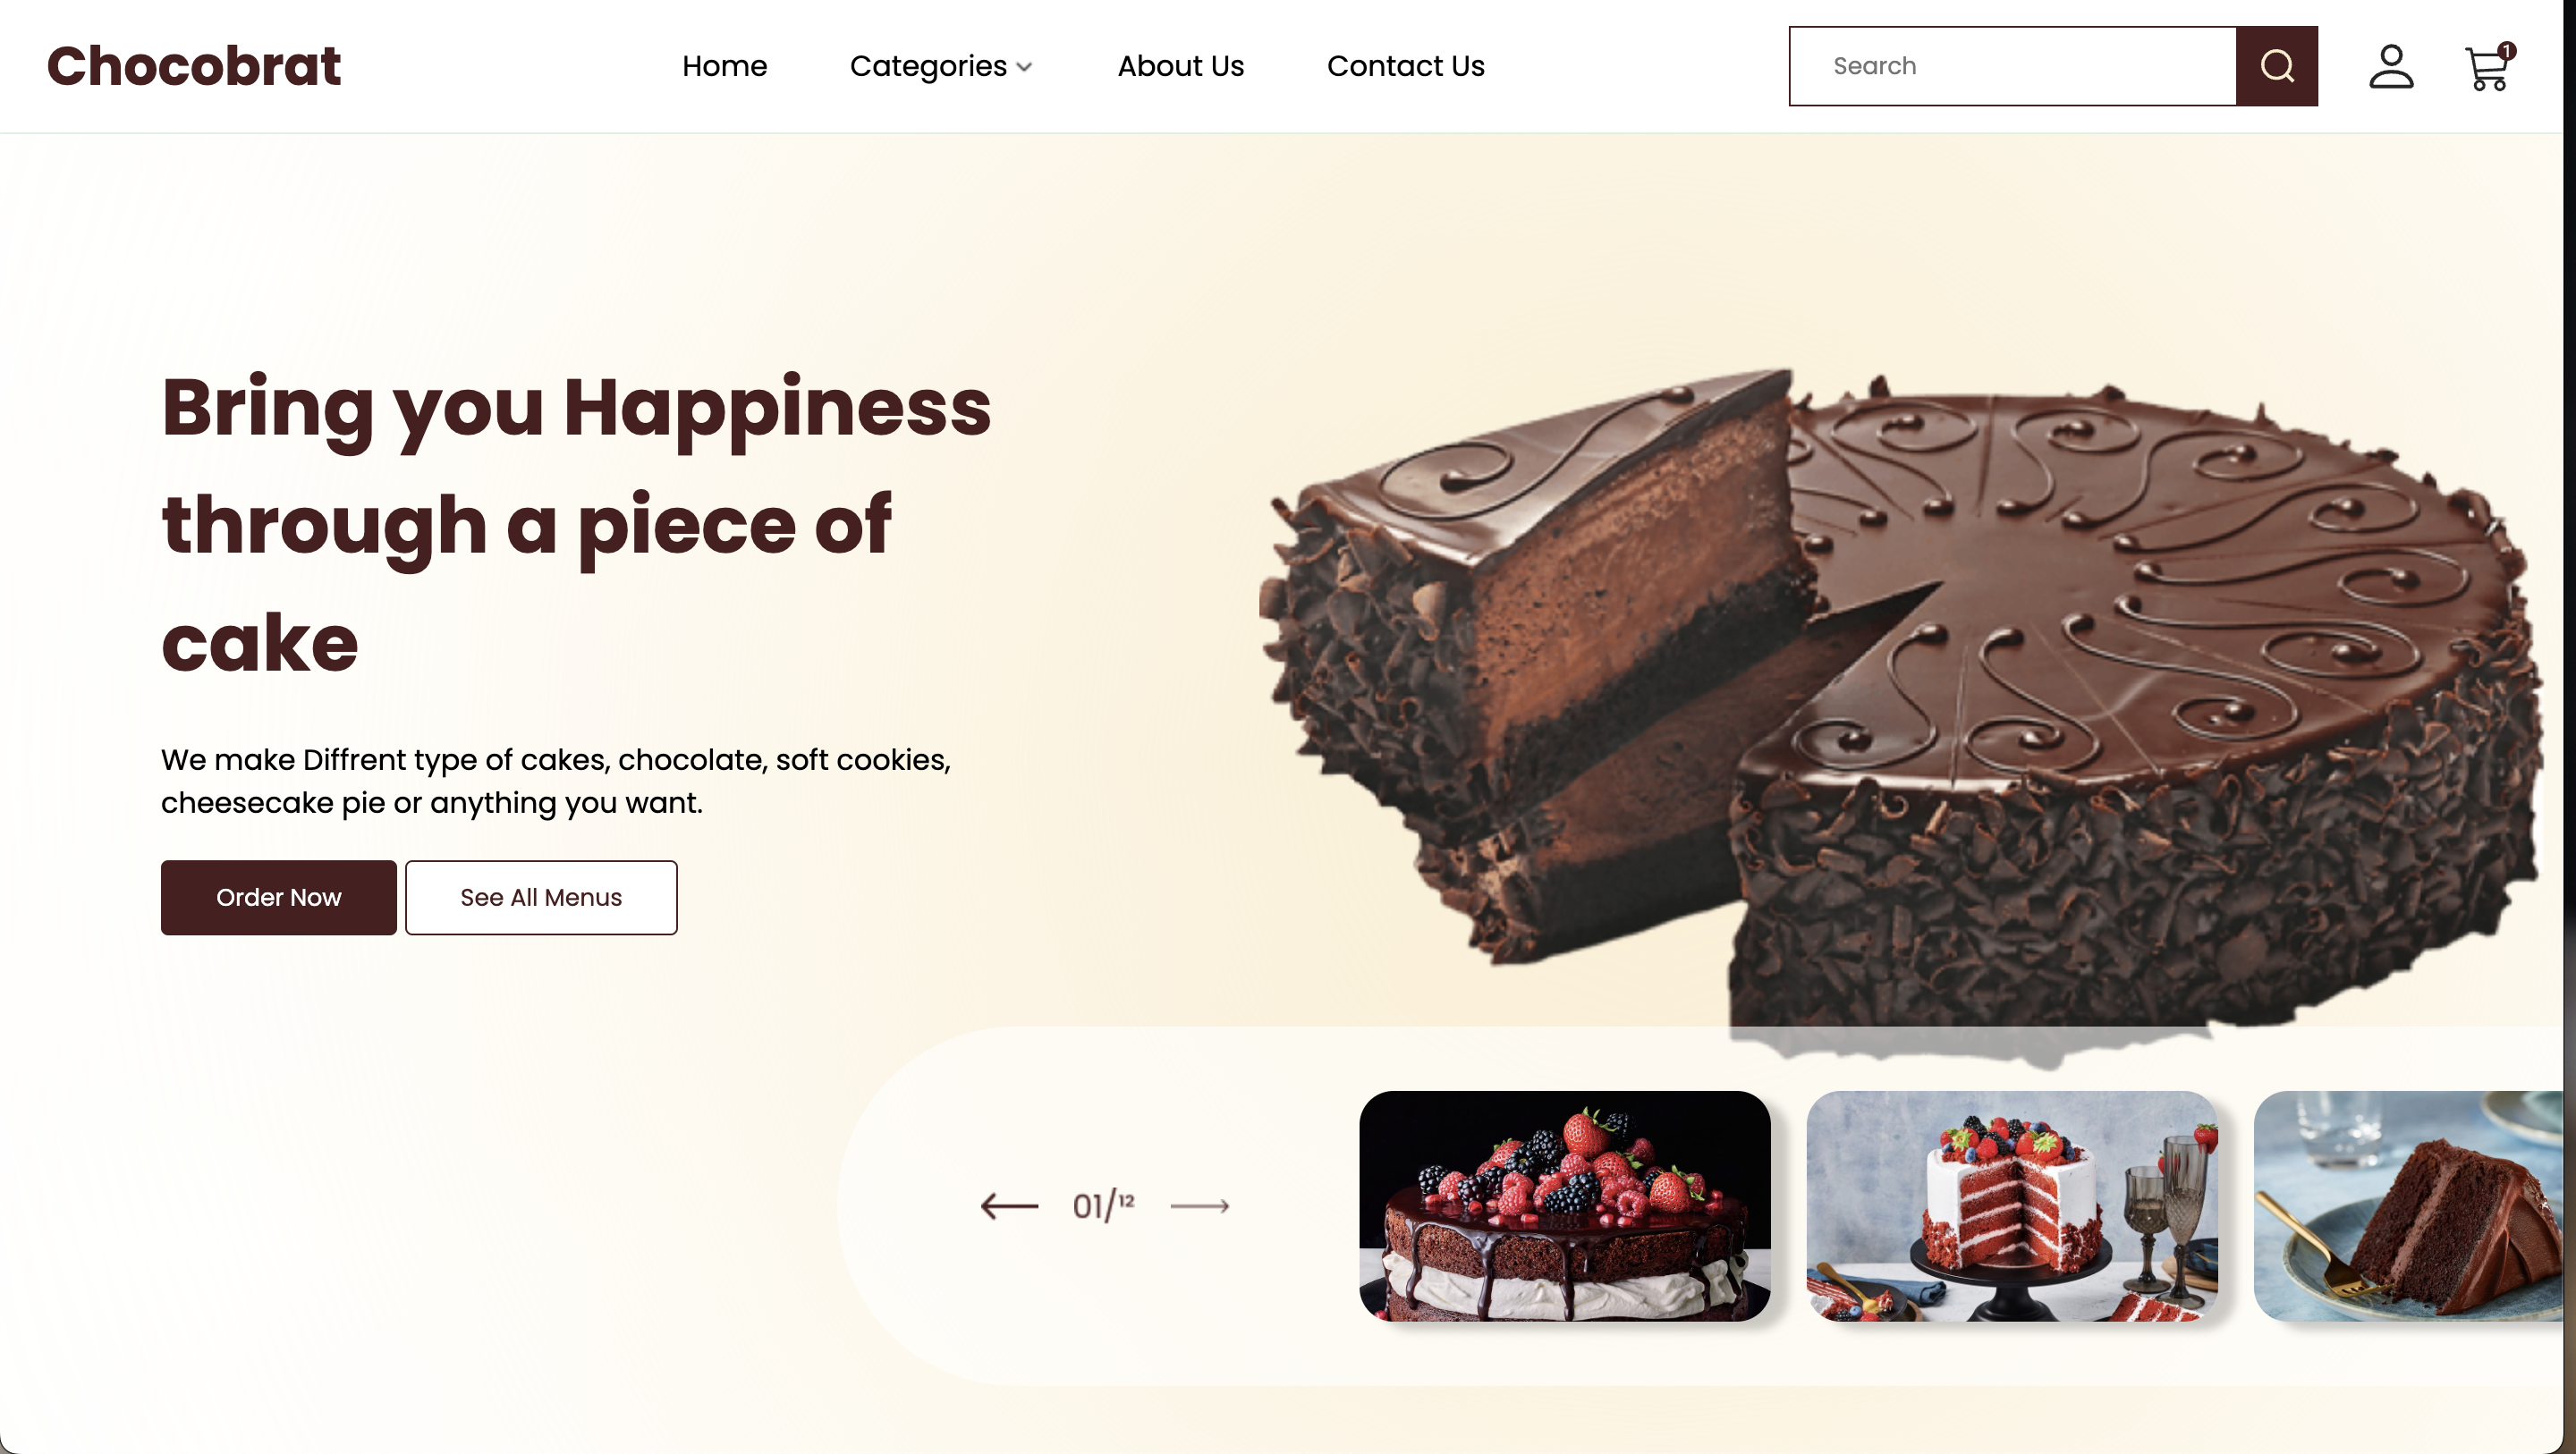 Chocobrat
Home
Categories
About Us
Contact Us
Search
1
Bring you Happiness
through a piece of
cake
We make Diffrent type of cakes, chocolate, soft cookies,
cheesecake pie or anything you want.
Order Now
See All Menus
01/12